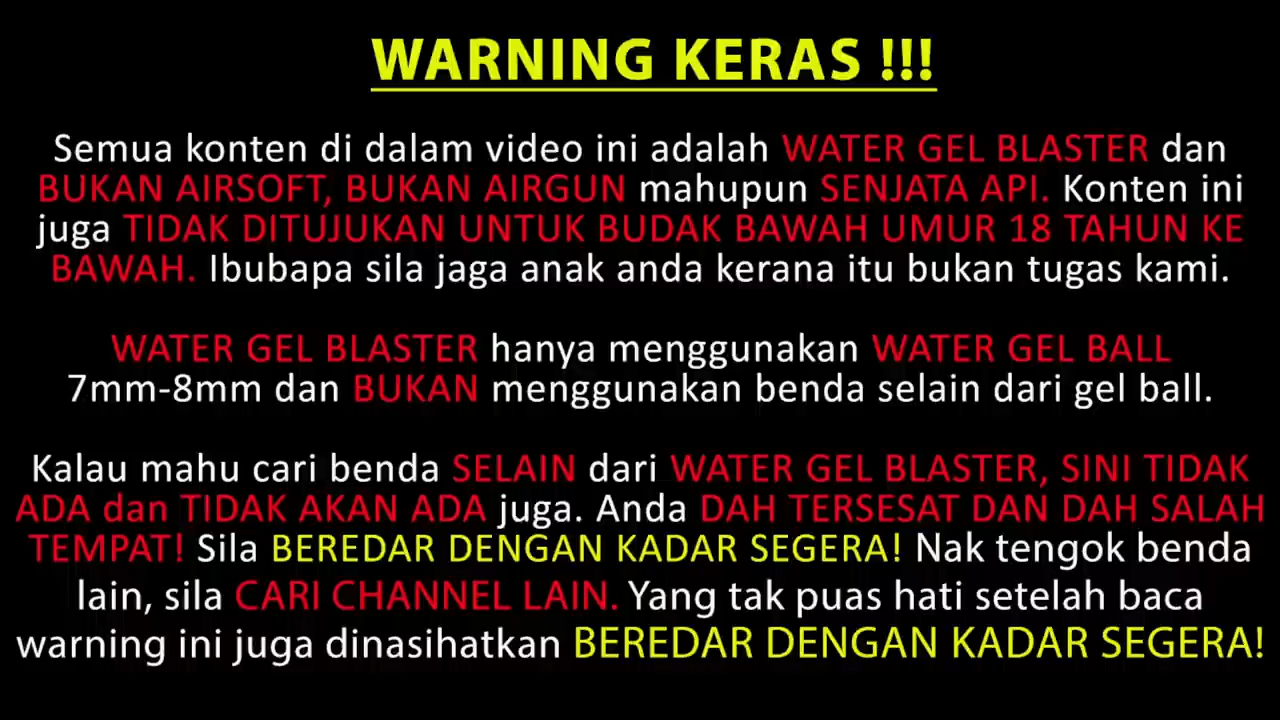 WARNING KERAS !!!
Semua konten di dalam video ini adalah WATER GEL BLASTER dan
BUKAN AIRSOFT, BUKAN AIRGUN mahupun SENJATA API. Konten ini
juga TIDAK DITUJUKAN UNTUK BUDAK BAWAH UMUR 18 TAHUN KE
BAWAH. Ibubapa sila jaga anak anda kerana itu bukan tugas kami.
WATER GEL BLASTER hanya menggunakan WATER GEL BALL
7mm-8mm dan BUKAN menggunakan benda selain dari gel ball.
Kalau mahu cari benda SELAIN dari WATER GEL BLASTER, SINI TIDAK
ADA dan TIDAK AKAN ADA juga. Anda DAH TERSESAT DAN DAH SALAH
TEMPAT! Sila BEREDAR DENGAN KADAR SEGERA! Nak tengok benda
lain, sila CARI CHANNEL LAIN. Yang tak puas hati setelah baca
warning ini juga dinasihatkan BEREDAR DENGAN KADAR SEGERA!